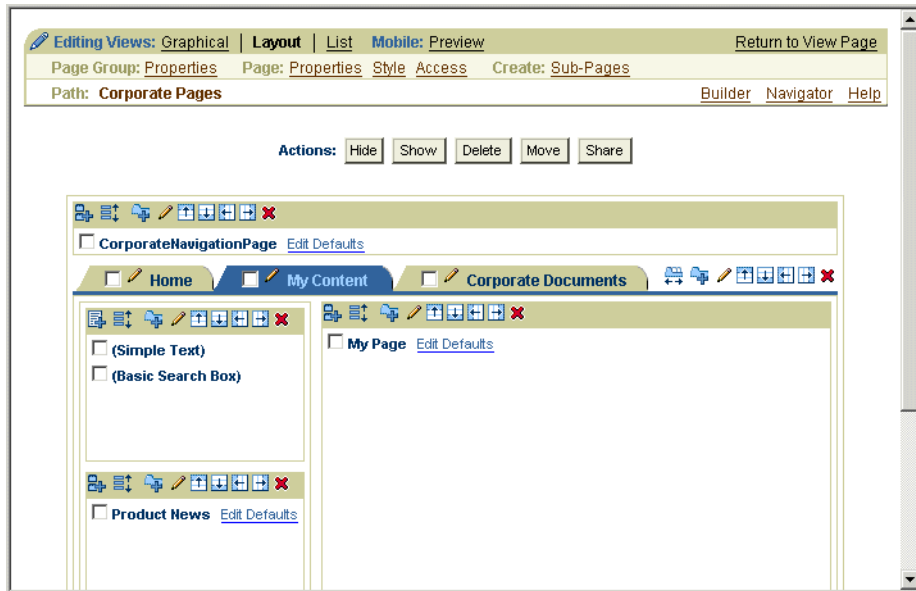 Editing Views: Graphical | Layout | List Mobile: Preview Return to View Page
Page Group: Properties Page: Properties Style Access Create: Sub-Pages
Path: Corporate Pages Builder Navigator Help
Actions: Hide Show Delete Move Share
CorporateNavigationPage Edit Defaults
Home My Content Corporate Documents
(Simple Text)
(Basic Search Box)
My Page Edit Defaults
Product News Edit Defaults